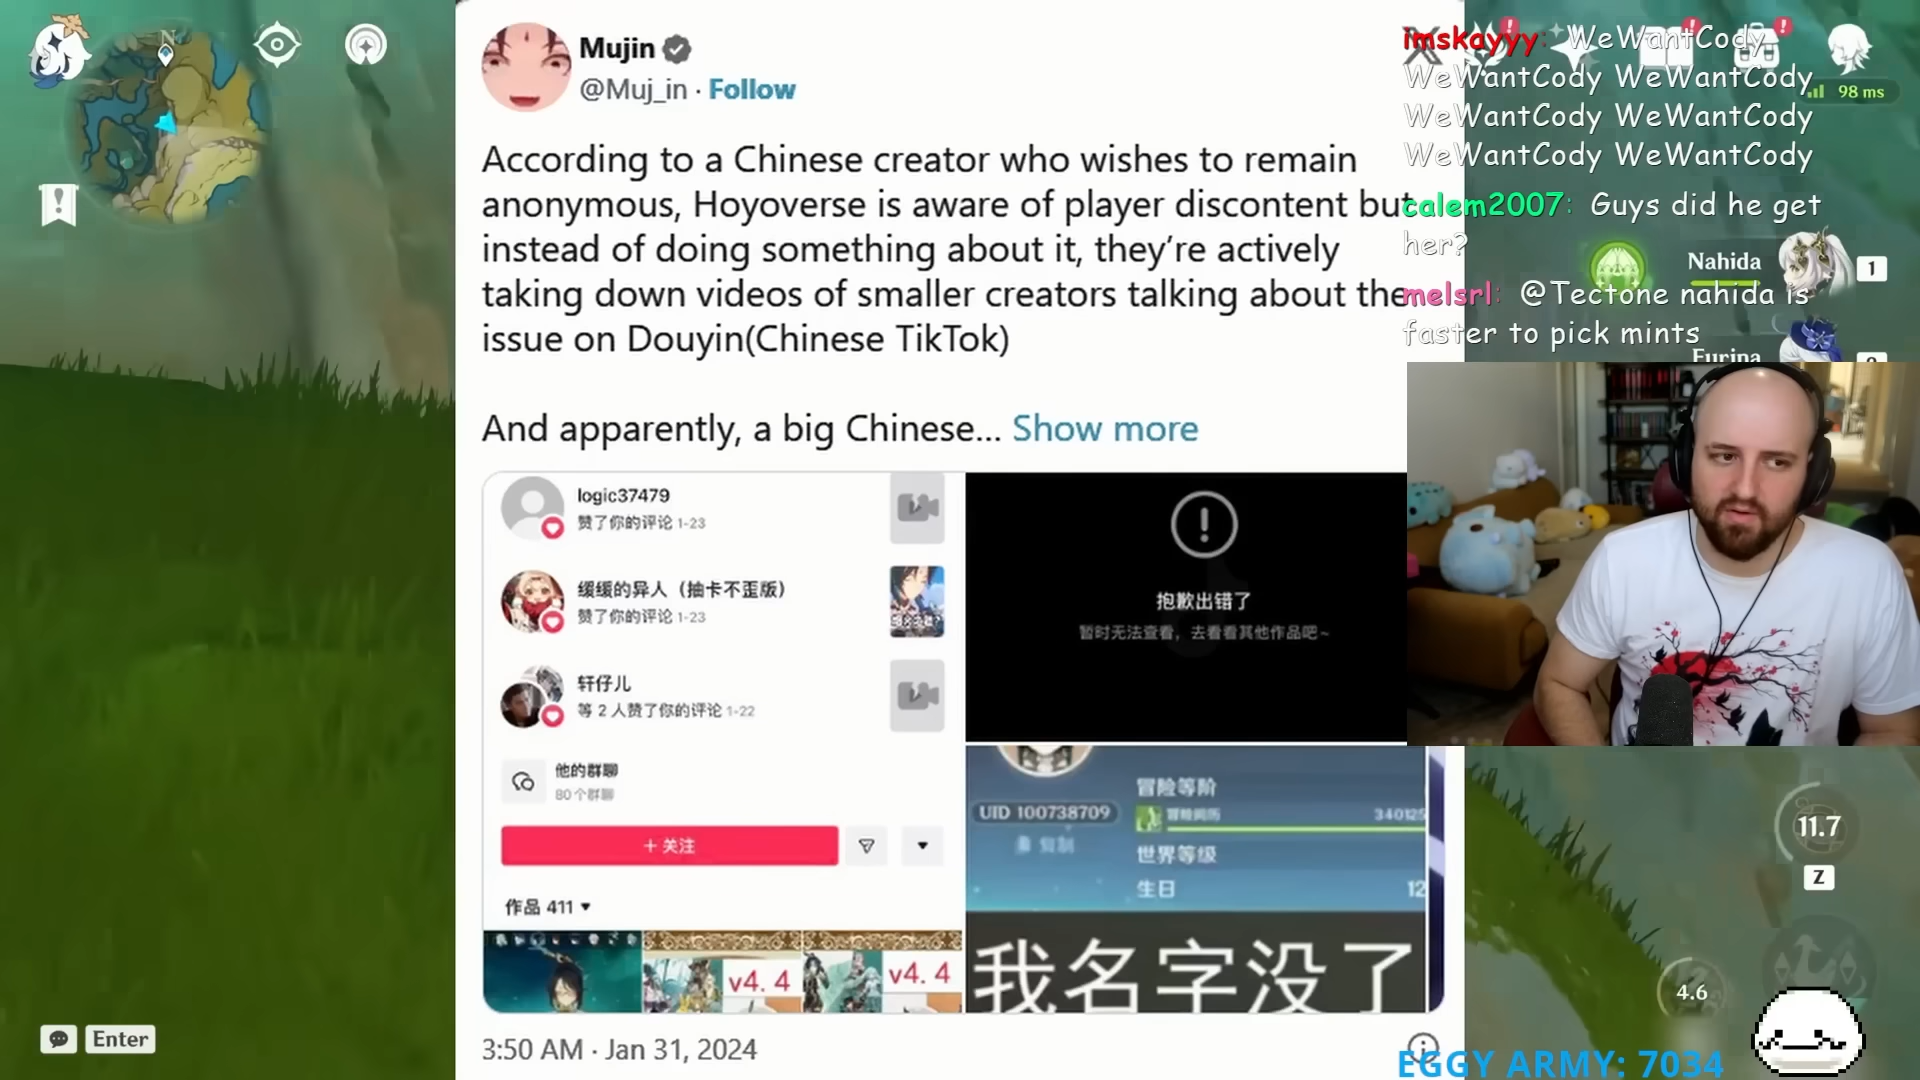 N
Mujin
@Muj_in · Follow
According to a Chinese creator who wishes to remain
anonymous, Hoyoverse is aware of player discontent but
instead of doing something about it, they're actively
taking down videos of smaller creators talking about the
issue on Douyin(Chinese TikTok)
And apparently, a big Chinese... Show more
logic37479
赞了你的评论 1-23
缓缓的异人（抽卡不歪版）
赞了你的评论 1-23
轩仔儿
等 2 人赞了你的评论 1-22
他的群聊
80个群聊
+ 关注
作品 411
v4. 4
v4. 4
抱歉出错了
暂时无法查看，去看看其他作品吧~
冒险等阶
UID 100738709
冒险阅历
340125
复制
世界等级
生日
12
我名字没了
3:50 AM · Jan 31, 2024
imskayyy: WeWantCody
WeWantCody WeWantCody
WeWantCody WeWantCody
WeWantCody WeWantCody
calem2007: Guys did he get
her?
melsrl: @Tectone nahida is
faster to pick mints
98 ms
Nahida
1
Furina
11.7
Z
4.6
Enter
EGGY ARMY: 7034